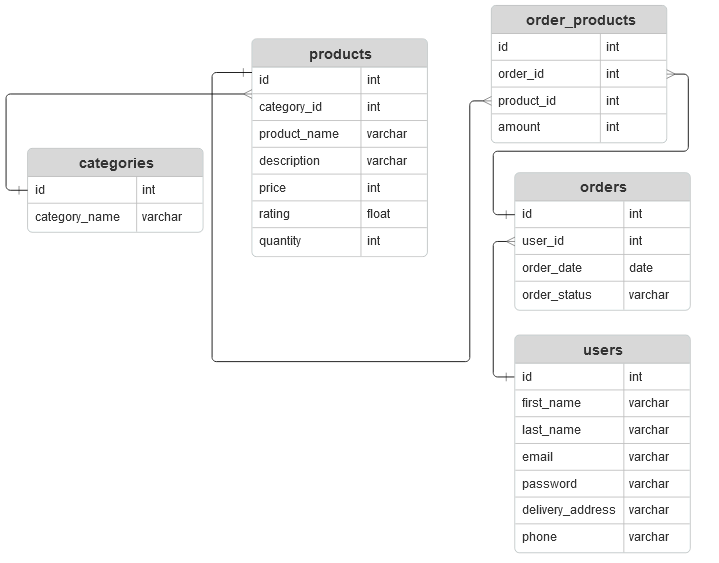 order_products
id int
order_id int
product_id int
amount int
products
id int
category_id int
product_name varchar
description varchar
price int
rating float
quantity int
categories
id int
category_name varchar
orders
id int
user_id int
order_date date
order_status varchar
users
id int
first_name varchar
last_name varchar
email varchar
password varchar
delivery_address varchar
phone varchar